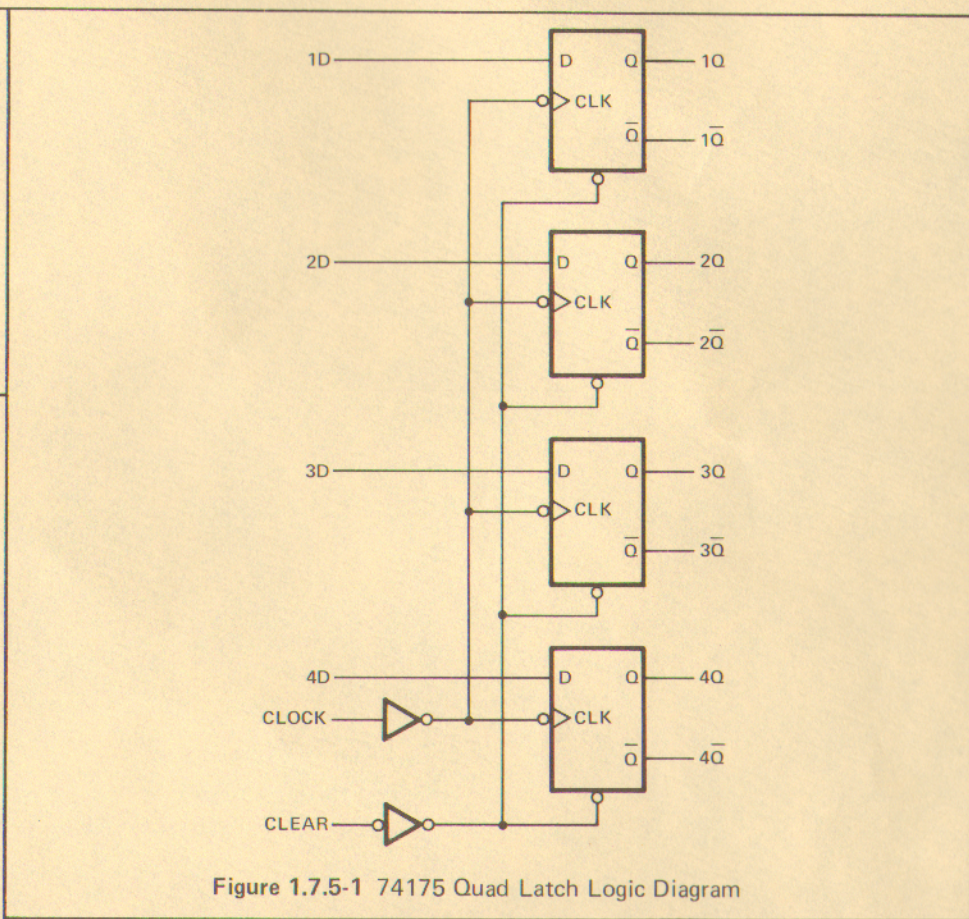 1D D Q 1Q
CLK
Q̅ 1Q̅
2D D Q 2Q
CLK
Q̅ 2Q̅
3D D Q 3Q
CLK
Q̅ 3Q̅
4D D Q 4Q
CLOCK CLK
Q̅ 4Q̅
CLEAR
Figure 1.7.5-1 74175 Quad Latch Logic Diagram